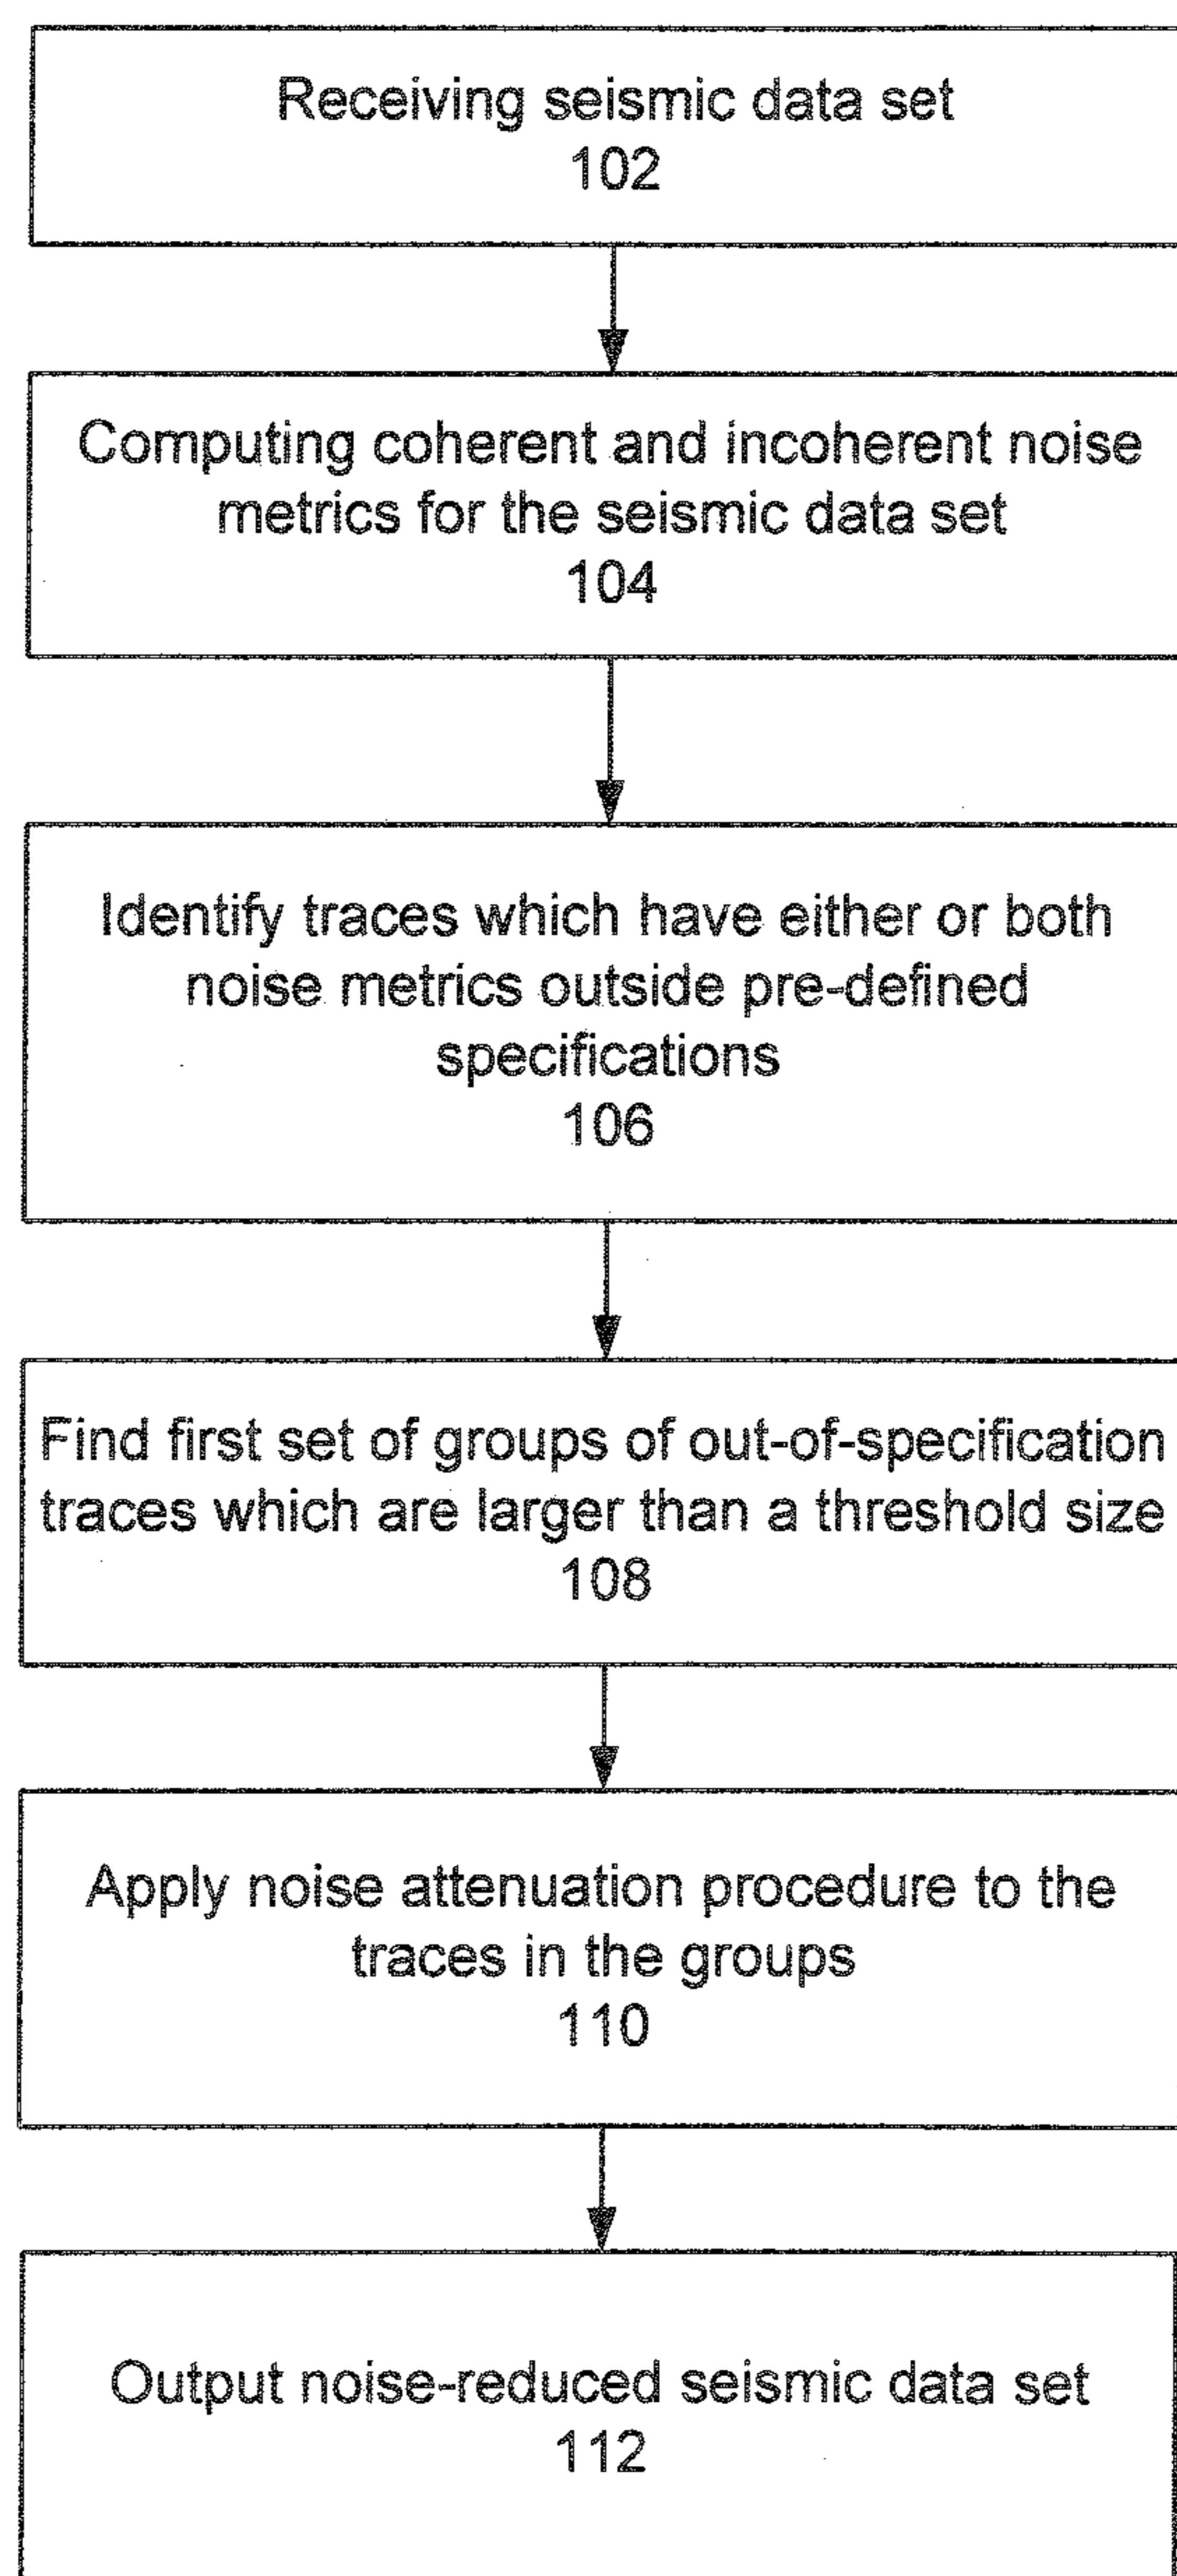 Receiving seismic data set
102
Computing coherent and incoherent noise
metrics for the seismic data set
104
Identify traces which have either or both
noise metrics outside pre-defined
specifications
106
Find first set of groups of out-of-specification
traces which are larger than a threshold size
108
Apply noise attenuation procedure to the
traces in the groups
110
Output noise-reduced seismic data set
112